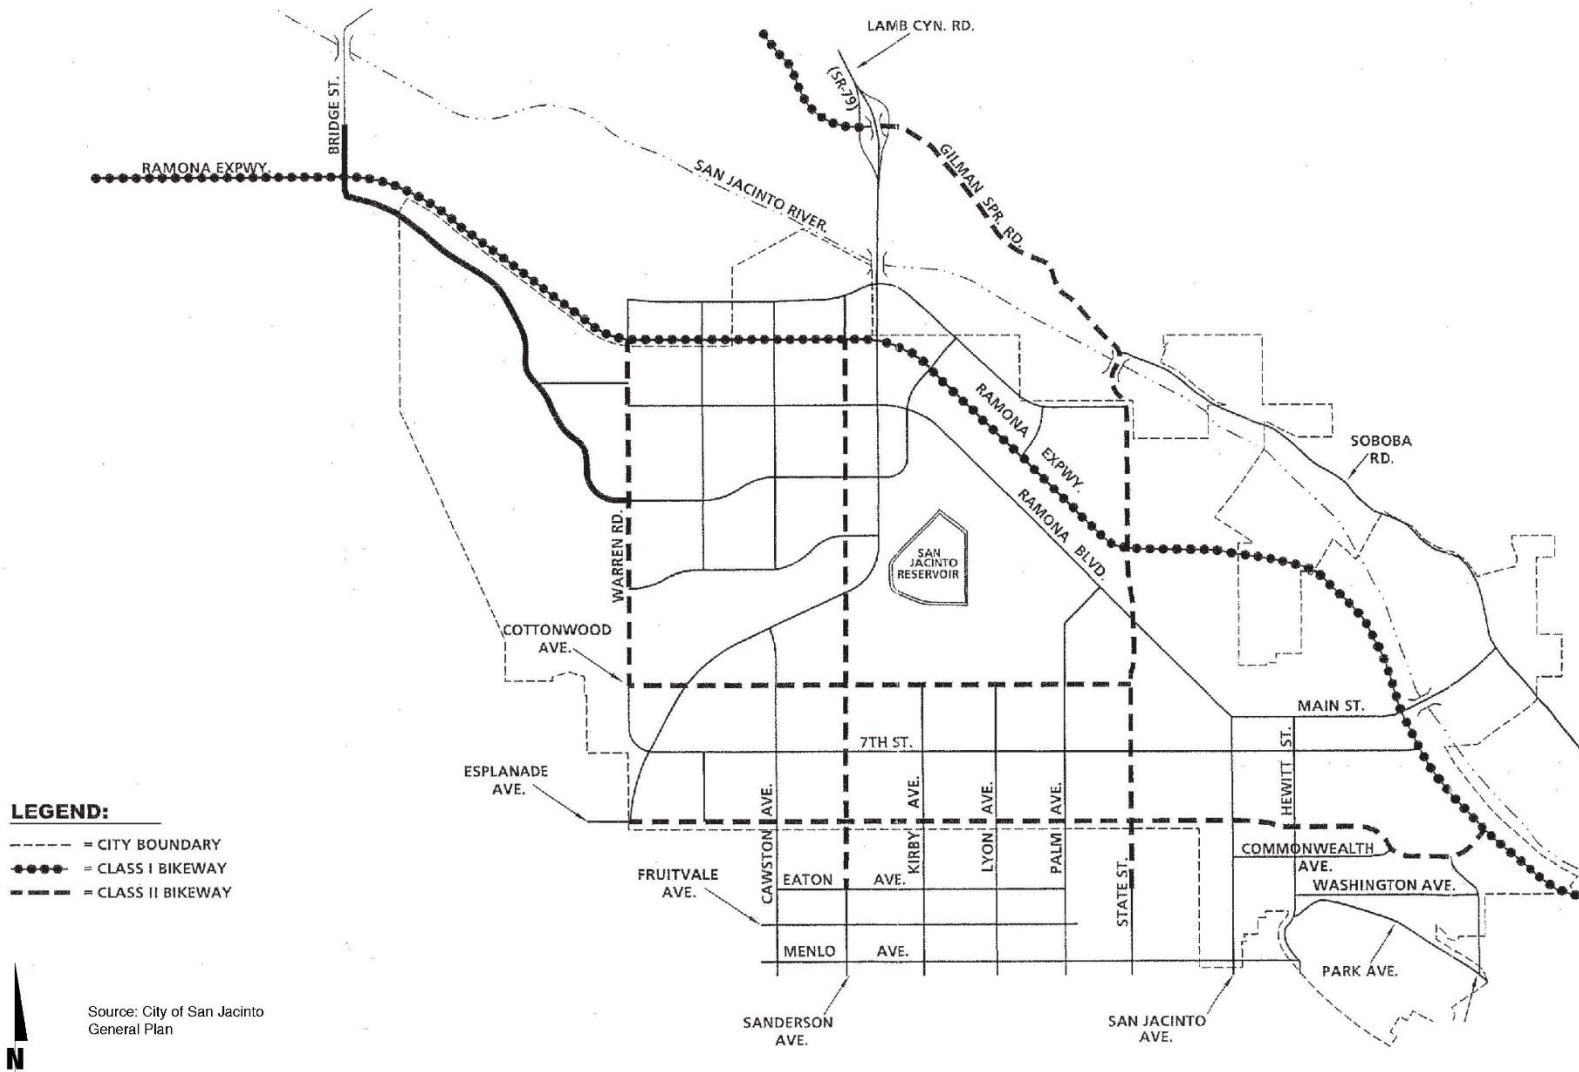 LAMB CYN. RD.
(SR-79)
BRIDGE ST.
RAMONA EXPWY.
GILMAN SPR. RD.
SAN JACINTO RIVER.
RAMONA EXPWY.
SOBOBA
RD.
RAMONA BLVD.
WARREN RD.
SAN
JACINTO
RESERVOIR
COTTONWOOD
AVE.
MAIN ST.
7TH ST.
HEWITT ST.
ESPLANADE
AVE.
CAWSTON AVE.
KIRBY AVE.
LYON AVE.
PALM AVE.
STATE ST.
COMMONWEALTH
AVE.
FRUITVALE
AVE.
EATON AVE.
WASHINGTON AVE.
MENLO AVE.
PARK AVE.
SANDERSON
AVE.
SAN JACINTO
AVE.
LEGEND:
= CITY BOUNDARY
= CLASS I BIKEWAY
= CLASS II BIKEWAY
N
Source: City of San Jacinto
General Plan